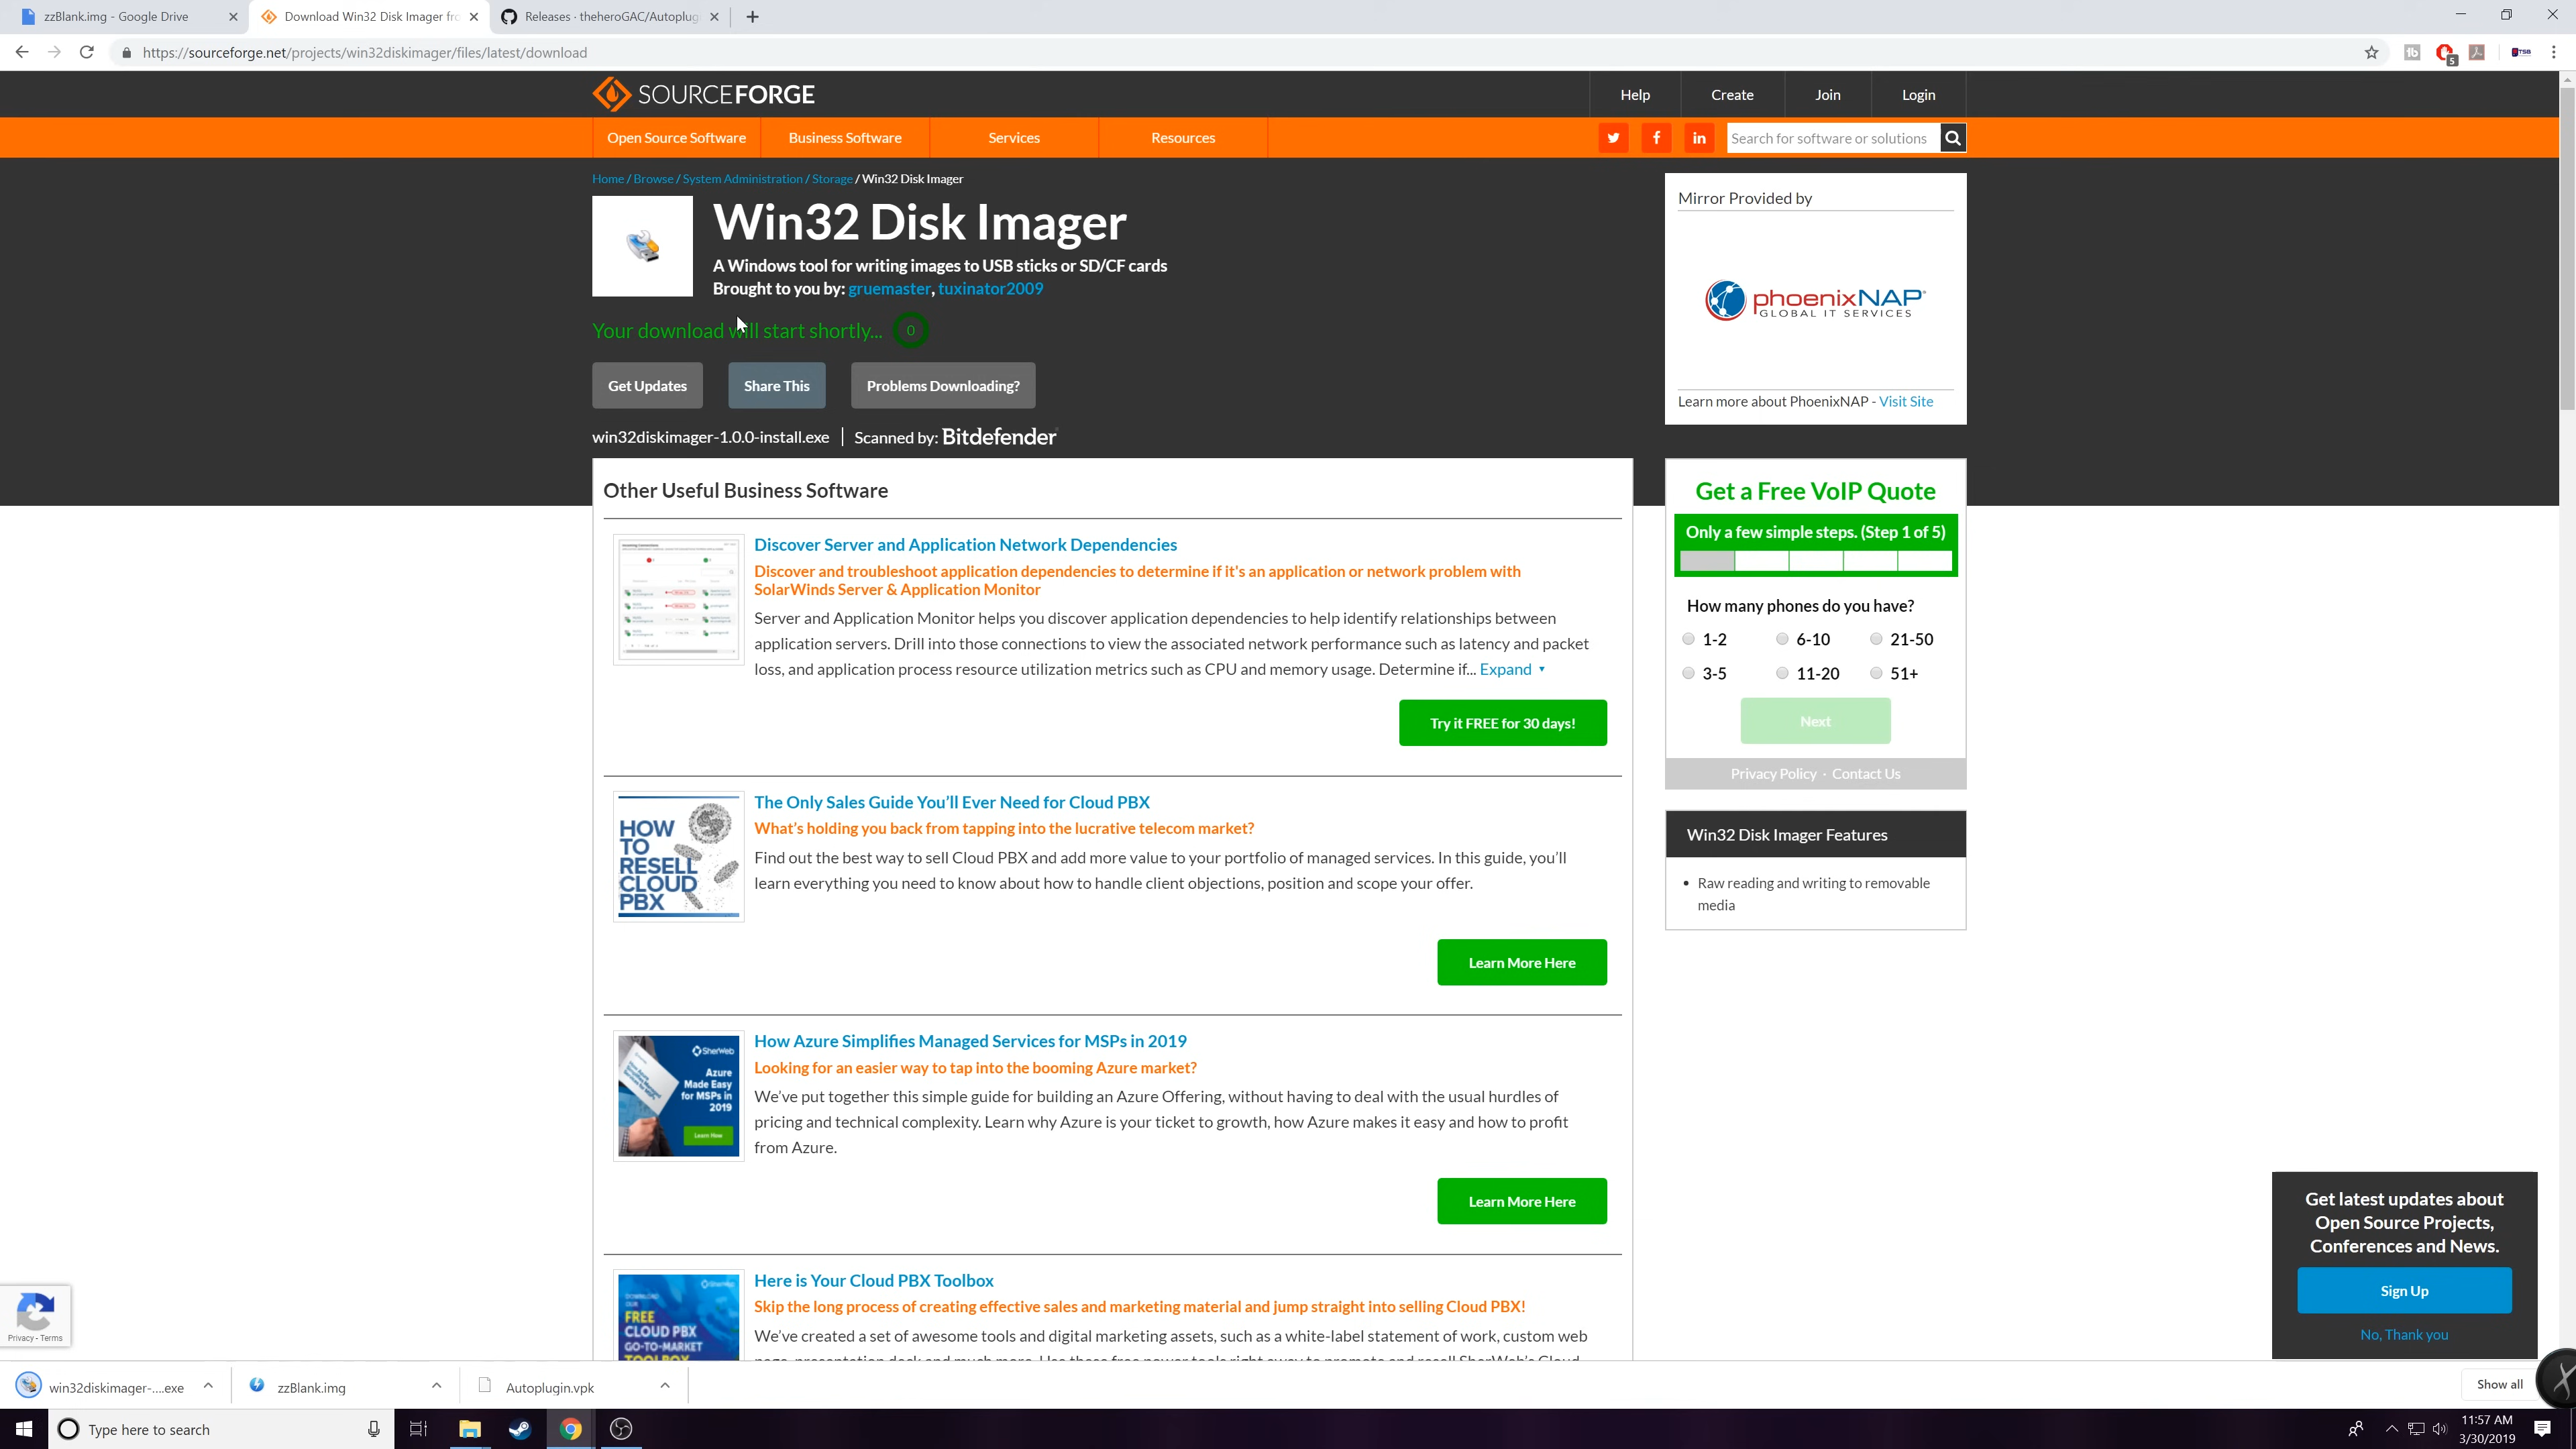 zzBlank.img - Google Drive
Download Win32 Disk Imager fro
Releases · theheroGAC/Autoplug
https://sourceforge.net/projects/win32diskimager/files/latest/download
5
TSB
SOURCEFORGE
Help
Create
Join
Login
Open Source Software
Business Software
Services
Resources
Search for software or solutions
Home / Browse / System Administration / Storage / Win32 Disk Imager
Win32 Disk Imager
A Windows tool for writing images to USB sticks or SD/CF cards
Brought to you by: gruemaster, tuxinator2009
Your download will start shortly... 0
Get Updates
Share This
Problems Downloading?
win32diskimager-1.0.0-install.exe
Scanned by: Bitdefender
Mirror Provided by
phoenixNAP
GLOBAL IT SERVICES
Learn more about PhoenixNAP - Visit Site
Other Useful Business Software
Discover Server and Application Network Dependencies
Discover and troubleshoot application dependencies to determine if it's an application or network problem with
SolarWinds Server & Application Monitor
Server and Application Monitor helps you discover application dependencies to help identify relationships between
application servers. Drill into those connections to view the associated network performance such as latency and packet
loss, and application process resource utilization metrics such as CPU and memory usage. Determine if... Expand
Try it FREE for 30 days!
HOW
TO
RESELL
CLOUD
PBX
The Only Sales Guide You'll Ever Need for Cloud PBX
What's holding you back from tapping into the lucrative telecom market?
Find out the best way to sell Cloud PBX and add more value to your portfolio of managed services. In this guide, you'll
learn everything you need to know about how to handle client objections, position and scope your offer.
Learn More Here
SherWeb
Azure
Made Easy
for MSPs in
2019
Learn Now
How Azure Simplifies Managed Services for MSPs in 2019
Looking for an easier way to tap into the booming Azure market?
We've put together this simple guide for building an Azure Offering, without having to deal with the usual hurdles of
pricing and technical complexity. Learn why Azure is your ticket to growth, how Azure makes it easy and how to profit
from Azure.
Learn More Here
SherWeb
FREE
CLOUD PBX
GO-TO-MARKET
TOOLBOX
Here is Your Cloud PBX Toolbox
Skip the long process of creating effective sales and marketing material and jump straight into selling Cloud PBX!
We've created a set of awesome tools and digital marketing assets, such as a white-label statement of work, custom web
Get a Free VoIP Quote
Only a few simple steps. (Step 1 of 5)
How many phones do you have?
1-2
6-10
21-50
3-5
11-20
51+
Next
Privacy Policy · Contact Us
Win32 Disk Imager Features
Raw reading and writing to removable
media
Get latest updates about
Open Source Projects,
Conferences and News.
Sign Up
No, Thank you
Privacy - Terms
win32diskimager-....exe
zzBlank.img
Autoplugin.vpk
Show all
Type here to search
11:57 AM
3/30/2019